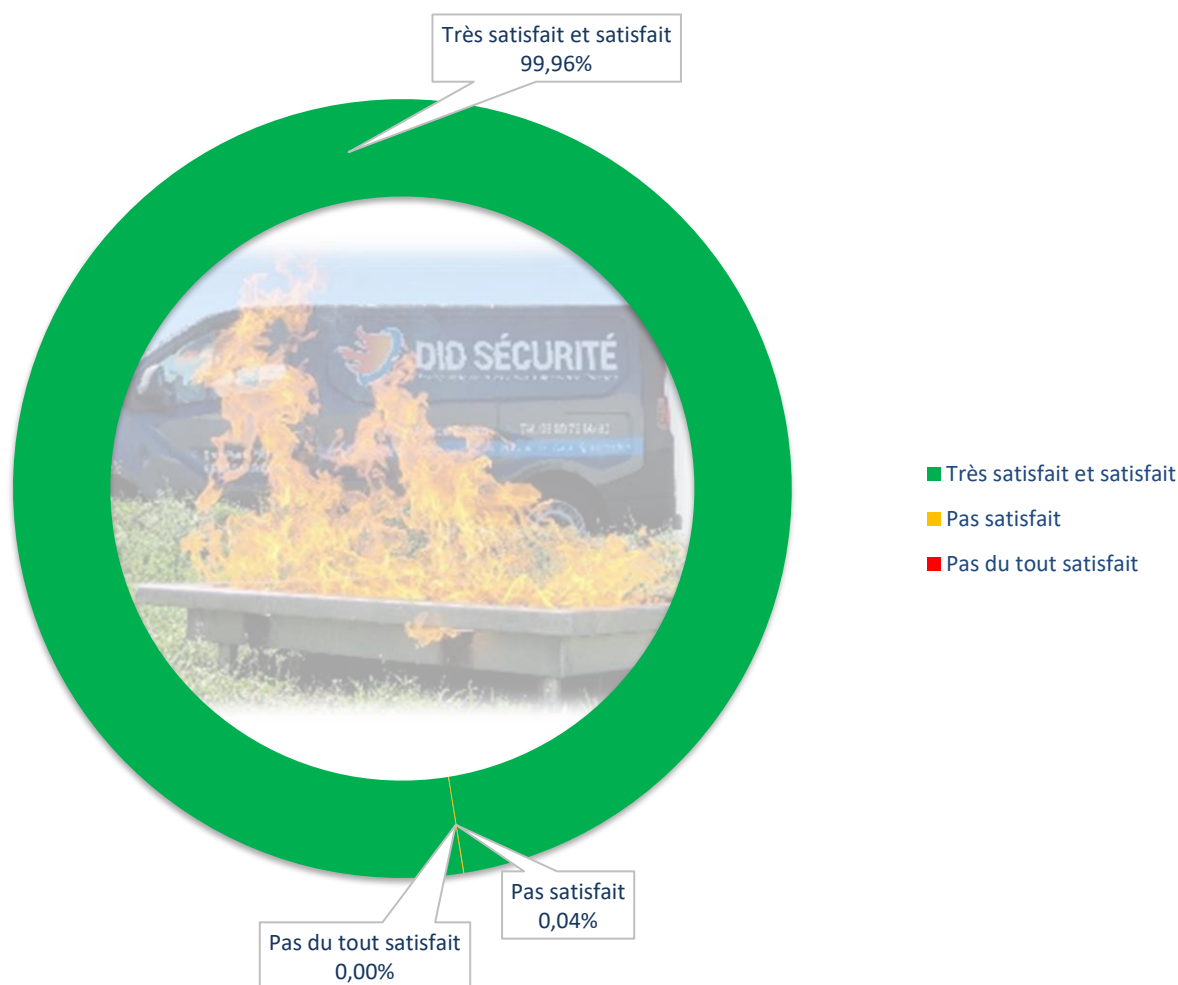 Très satisfait et satisfait
99,96%
DID SÉCURITÉ
Très satisfait et satisfait
Pas satisfait
Pas du tout satisfait
Pas satisfait
0,04%
Pas du tout satisfait
0,00%